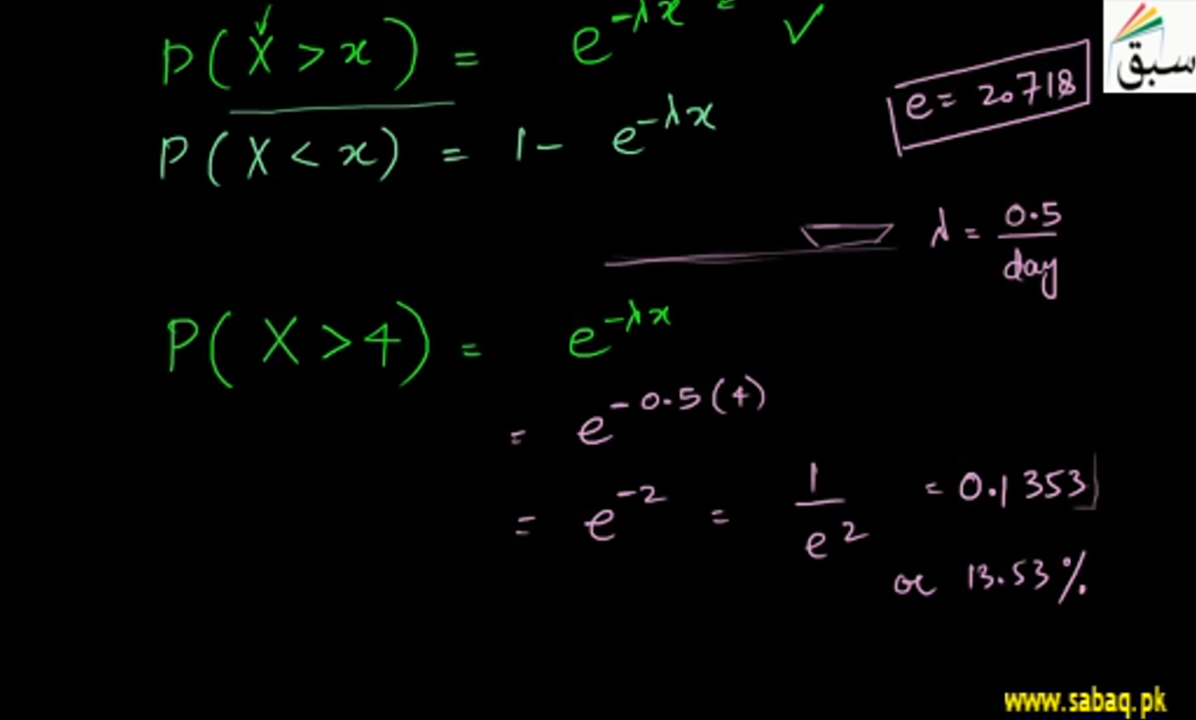 P(X > x) = e^{-λx} = ✓
سبق
e = 2.718
P(X < x) = 1 - e^{-λx}
λ = 0.5/day
P(X > 4) = e^{-λx}
= e^{-0.5(4)}
= e^{-2} = 1/e^2 = 0.1353
or 13.53%
www.sabaq.pk